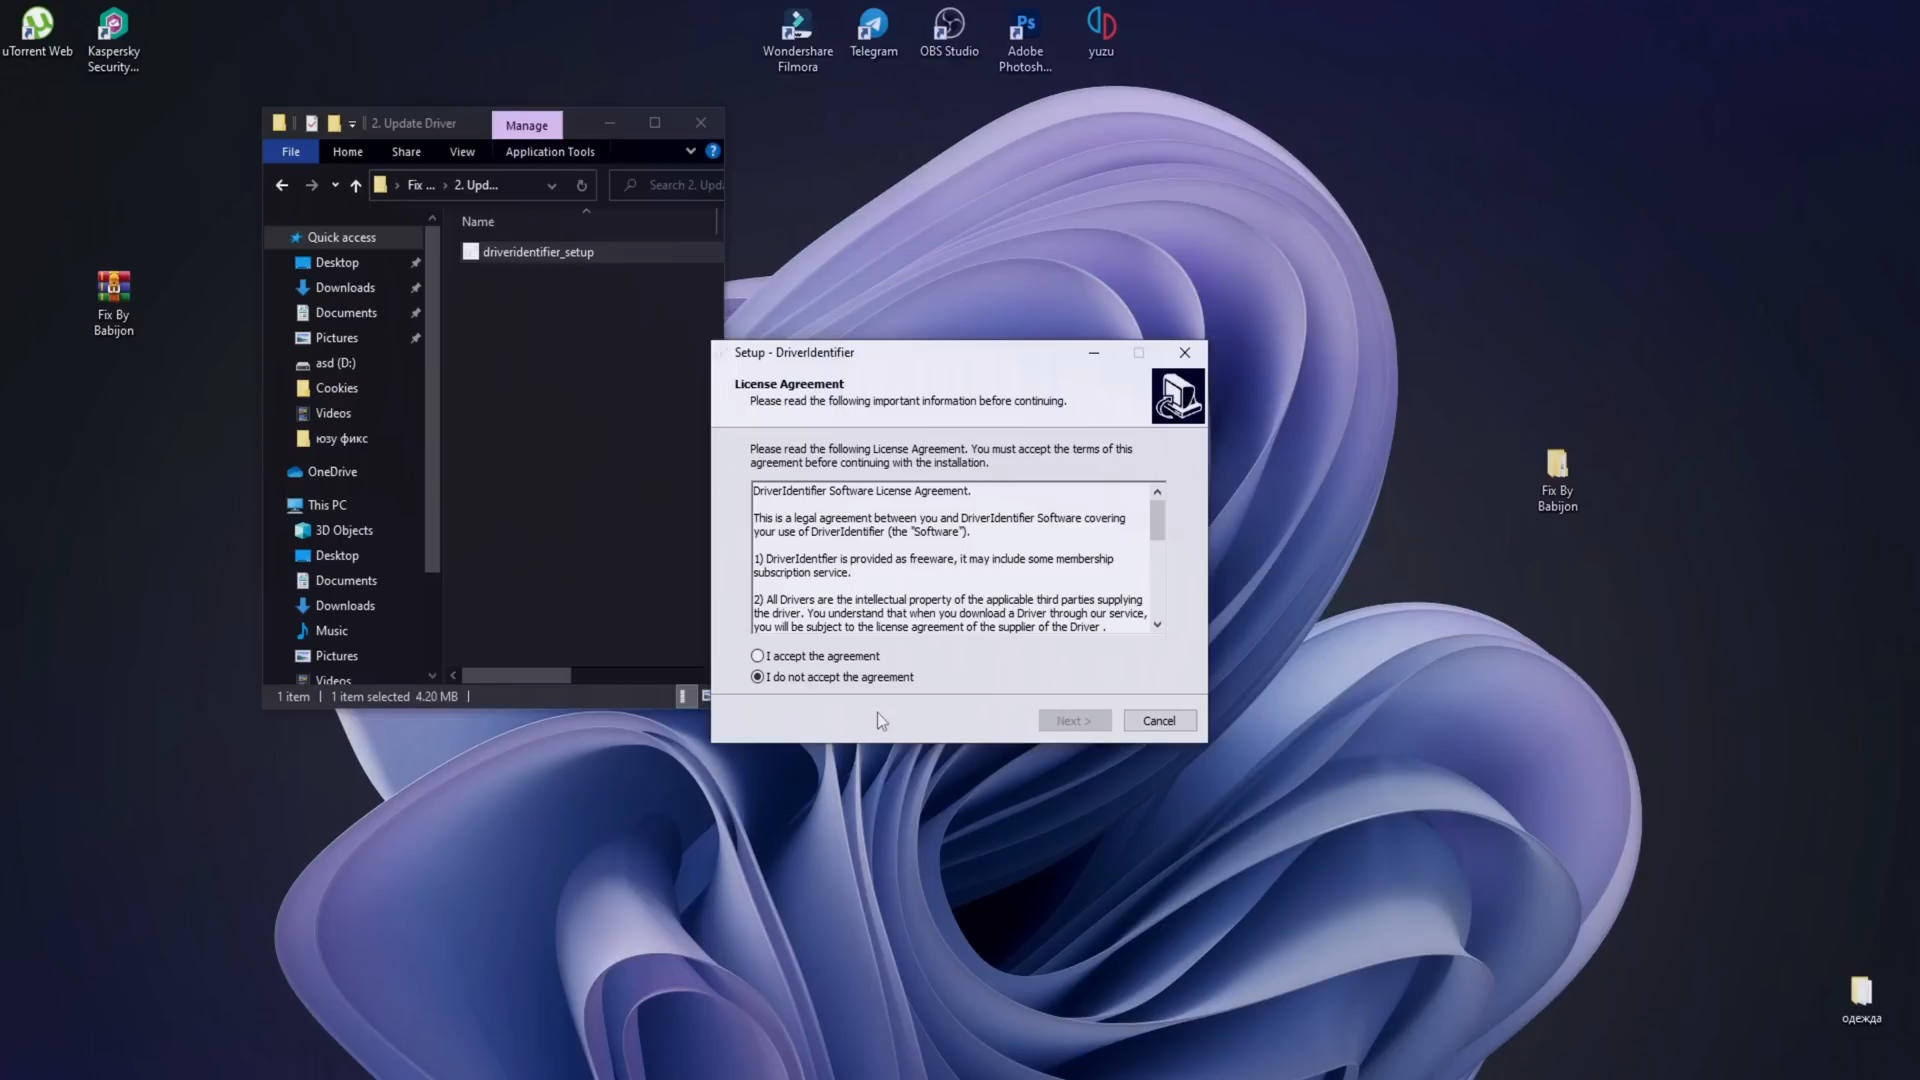 uTorrent Web
Kaspersky
Security...
Wondershare
Filmora
Telegram
OBS Studio
Adobe
Photosh...
yuzu
2. Update Driver
Manage
File
Home
Share
View
Application Tools
Fix ...
2. Upd...
Search 2. Upda
Name
Quick access
driveridentifier_setup
Desktop
Downloads
Documents
Pictures
asd (D:)
Cookies
Videos
юзу фикс
OneDrive
This PC
3D Objects
Desktop
Documents
Downloads
Music
Pictures
Videos
1 item
1 item selected 4.20 MB
Fix By
Babijon
Setup - DriverIdentifier
License Agreement
Please read the following important information before continuing.
Please read the following License Agreement. You must accept the terms of this
agreement before continuing with the installation.
DriverIdentifier Software License Agreement.
This is a legal agreement between you and DriverIdentifier Software covering
your use of DriverIdentifier (the "Software").
1) DriverIdentfier is provided as freeware, it may include some membership
subscription service.
2) All Drivers are the intellectual property of the applicable third parties supplying
the driver. You understand that when you download a Driver through our service,
you will be subject to the license agreement of the supplier of the Driver .
I accept the agreement
I do not accept the agreement
Next >
Cancel
Fix By
Babijon
одежда